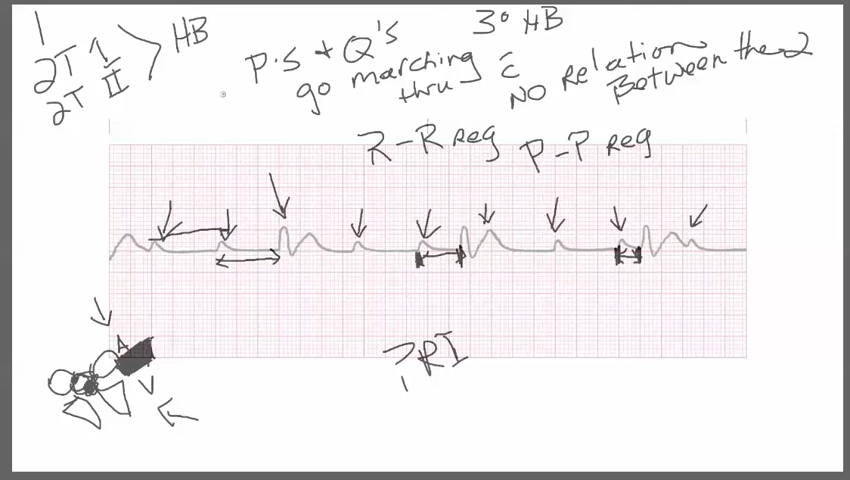 1
2T I > HB
2T II
3° HB
P's + Q's
go marching
thru c̄
NO Relation
Between the 2
R-R Reg P-P Reg
A
V
PRI